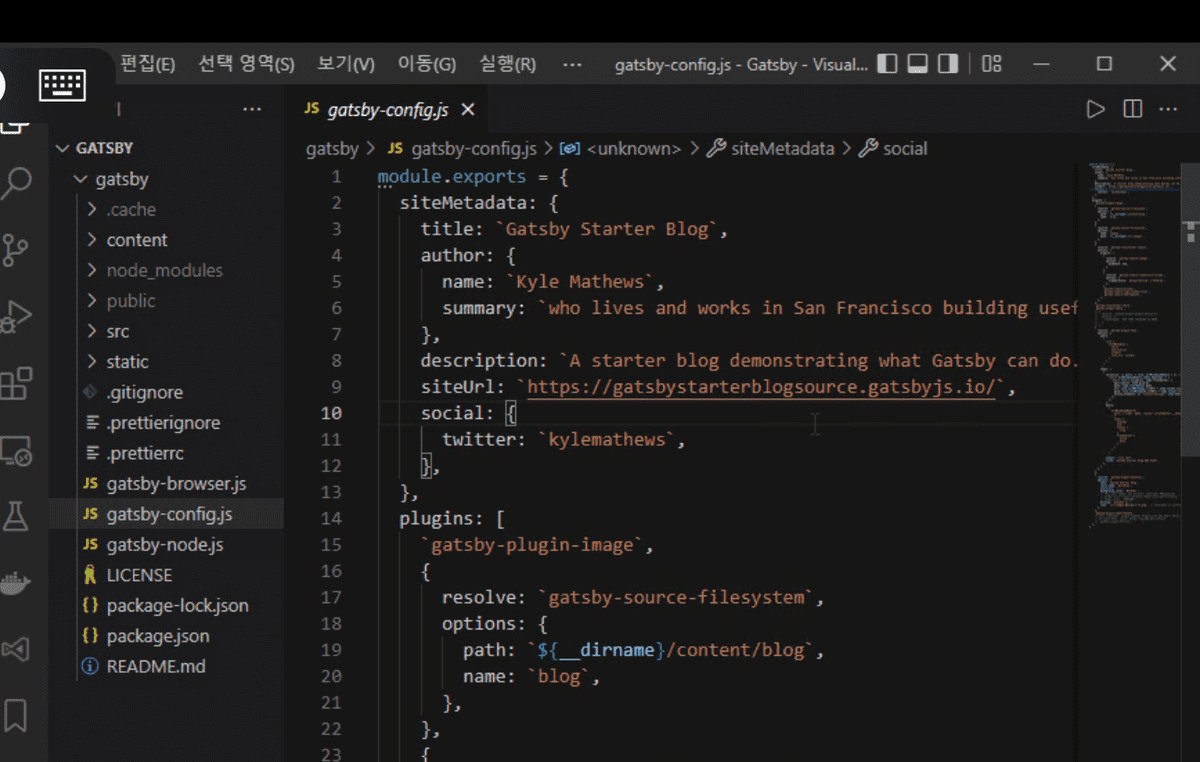 편집(E) 선택 영역(S) 보기(V) 이동(G) 실행(R) ··· gatsby-config.js - Gatsby - Visual...
JS gatsby-config.js
GATSBY
gatsby
.cache
content
node_modules
public
src
static
.gitignore
.prettierignore
.prettierrc
JS gatsby-browser.js
JS gatsby-config.js
JS gatsby-node.js
LICENSE
{} package-lock.json
{} package.json
README.md
gatsby > JS gatsby-config.js > <unknown> > siteMetadata > social
1 module.exports = {
2 siteMetadata: {
3 title: `Gatsby Starter Blog`,
4 author: {
5 name: `Kyle Mathews`,
6 summary: `who lives and works in San Francisco building usef
7 },
8 description: `A starter blog demonstrating what Gatsby can do.
9 siteUrl: `https://gatsbystarterblogsource.gatsbyjs.io/`,
10 social: {
11 twitter: `kylemathews`,
12 },
13 },
14 plugins: [
15 `gatsby-plugin-image`,
16 {
17 resolve: `gatsby-source-filesystem`,
18 options: {
19 path: `${__dirname}/content/blog`,
20 name: `blog`,
21 },
22 },
23 {